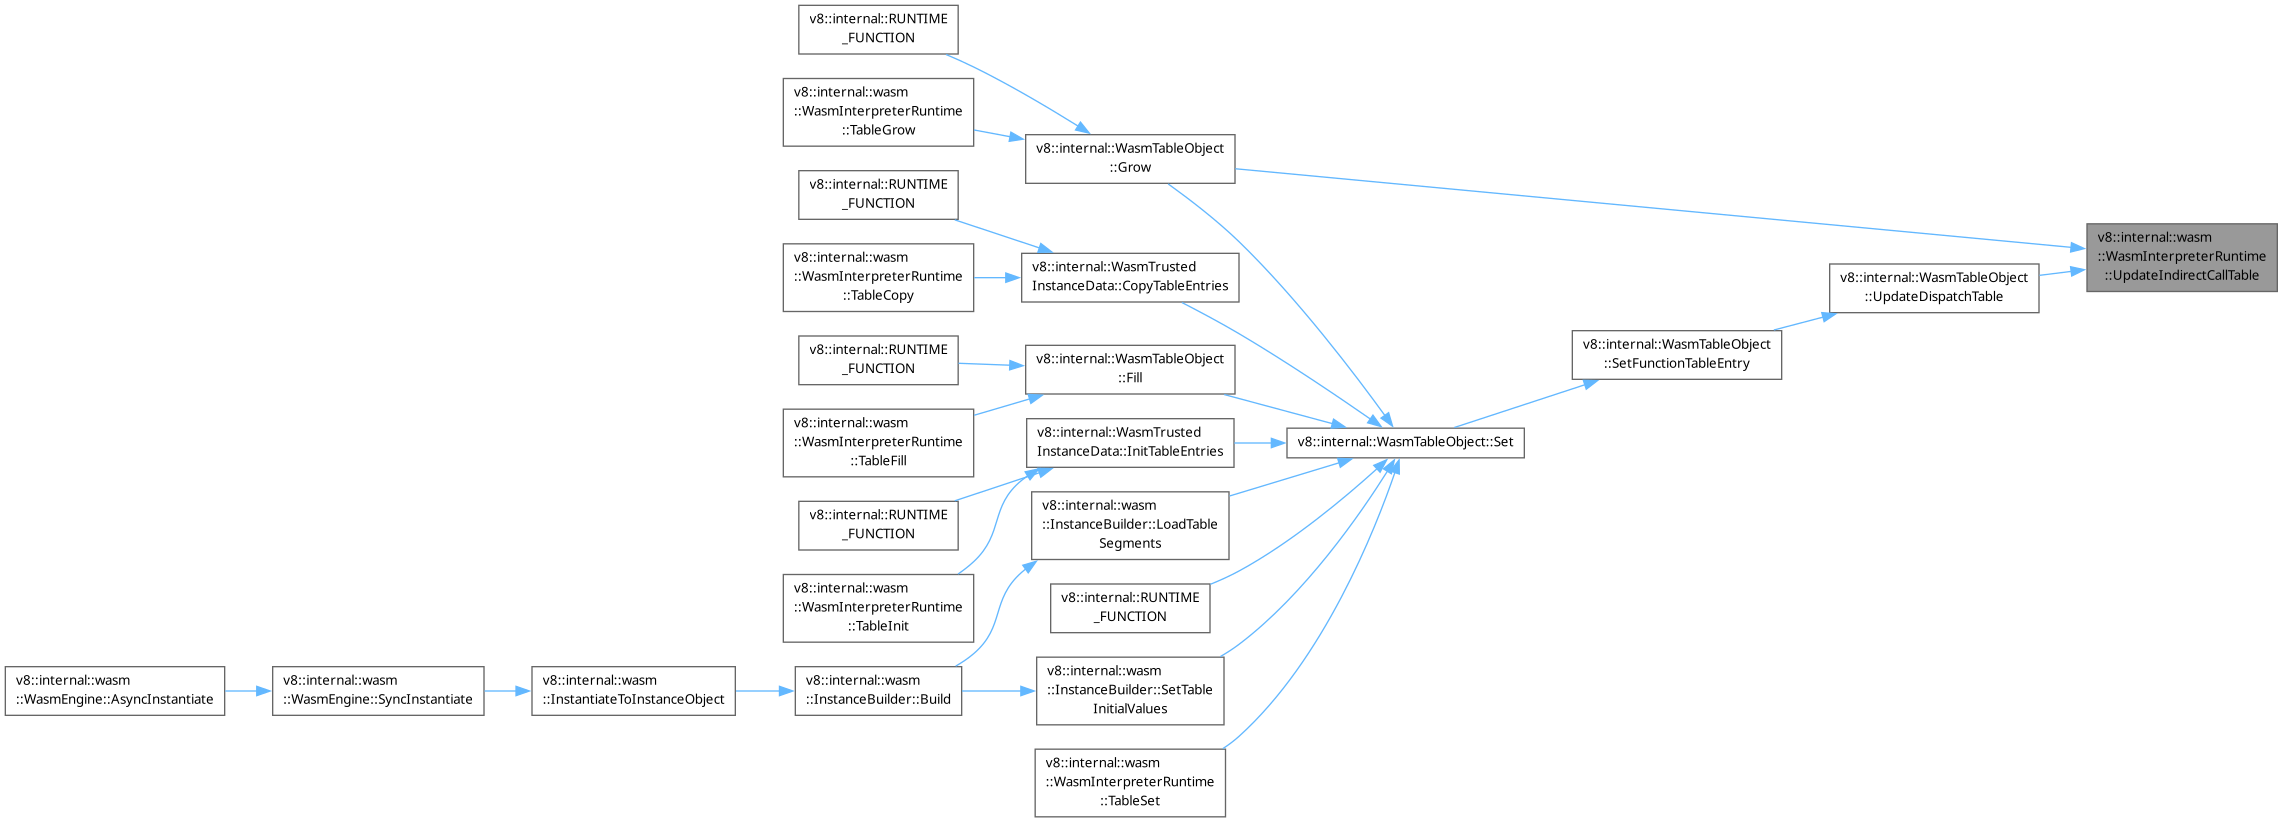 v8::internal::RUNTIME
_FUNCTION
v8::internal::wasm
::WasmInterpreterRuntime
::TableGrow
v8::internal::WasmTableObject
::Grow
v8::internal::RUNTIME
_FUNCTION
v8::internal::wasm
::WasmInterpreterRuntime
::TableCopy
v8::internal::WasmTrusted
InstanceData::CopyTableEntries
v8::internal::wasm
::WasmInterpreterRuntime
::UpdateIndirectCallTable
v8::internal::WasmTableObject
::UpdateDispatchTable
v8::internal::WasmTableObject
::SetFunctionTableEntry
v8::internal::RUNTIME
_FUNCTION
v8::internal::WasmTableObject
::Fill
v8::internal::wasm
::WasmInterpreterRuntime
::TableFill
v8::internal::WasmTrusted
InstanceData::InitTableEntries
v8::internal::WasmTableObject::Set
v8::internal::RUNTIME
_FUNCTION
v8::internal::wasm
::InstanceBuilder::LoadTable
Segments
v8::internal::wasm
::WasmInterpreterRuntime
::TableInit
v8::internal::RUNTIME
_FUNCTION
v8::internal::wasm
::WasmEngine::AsyncInstantiate
v8::internal::wasm
::WasmEngine::SyncInstantiate
v8::internal::wasm
::InstantiateToInstanceObject
v8::internal::wasm
::InstanceBuilder::Build
v8::internal::wasm
::InstanceBuilder::SetTable
InitialValues
v8::internal::wasm
::WasmInterpreterRuntime
::TableSet